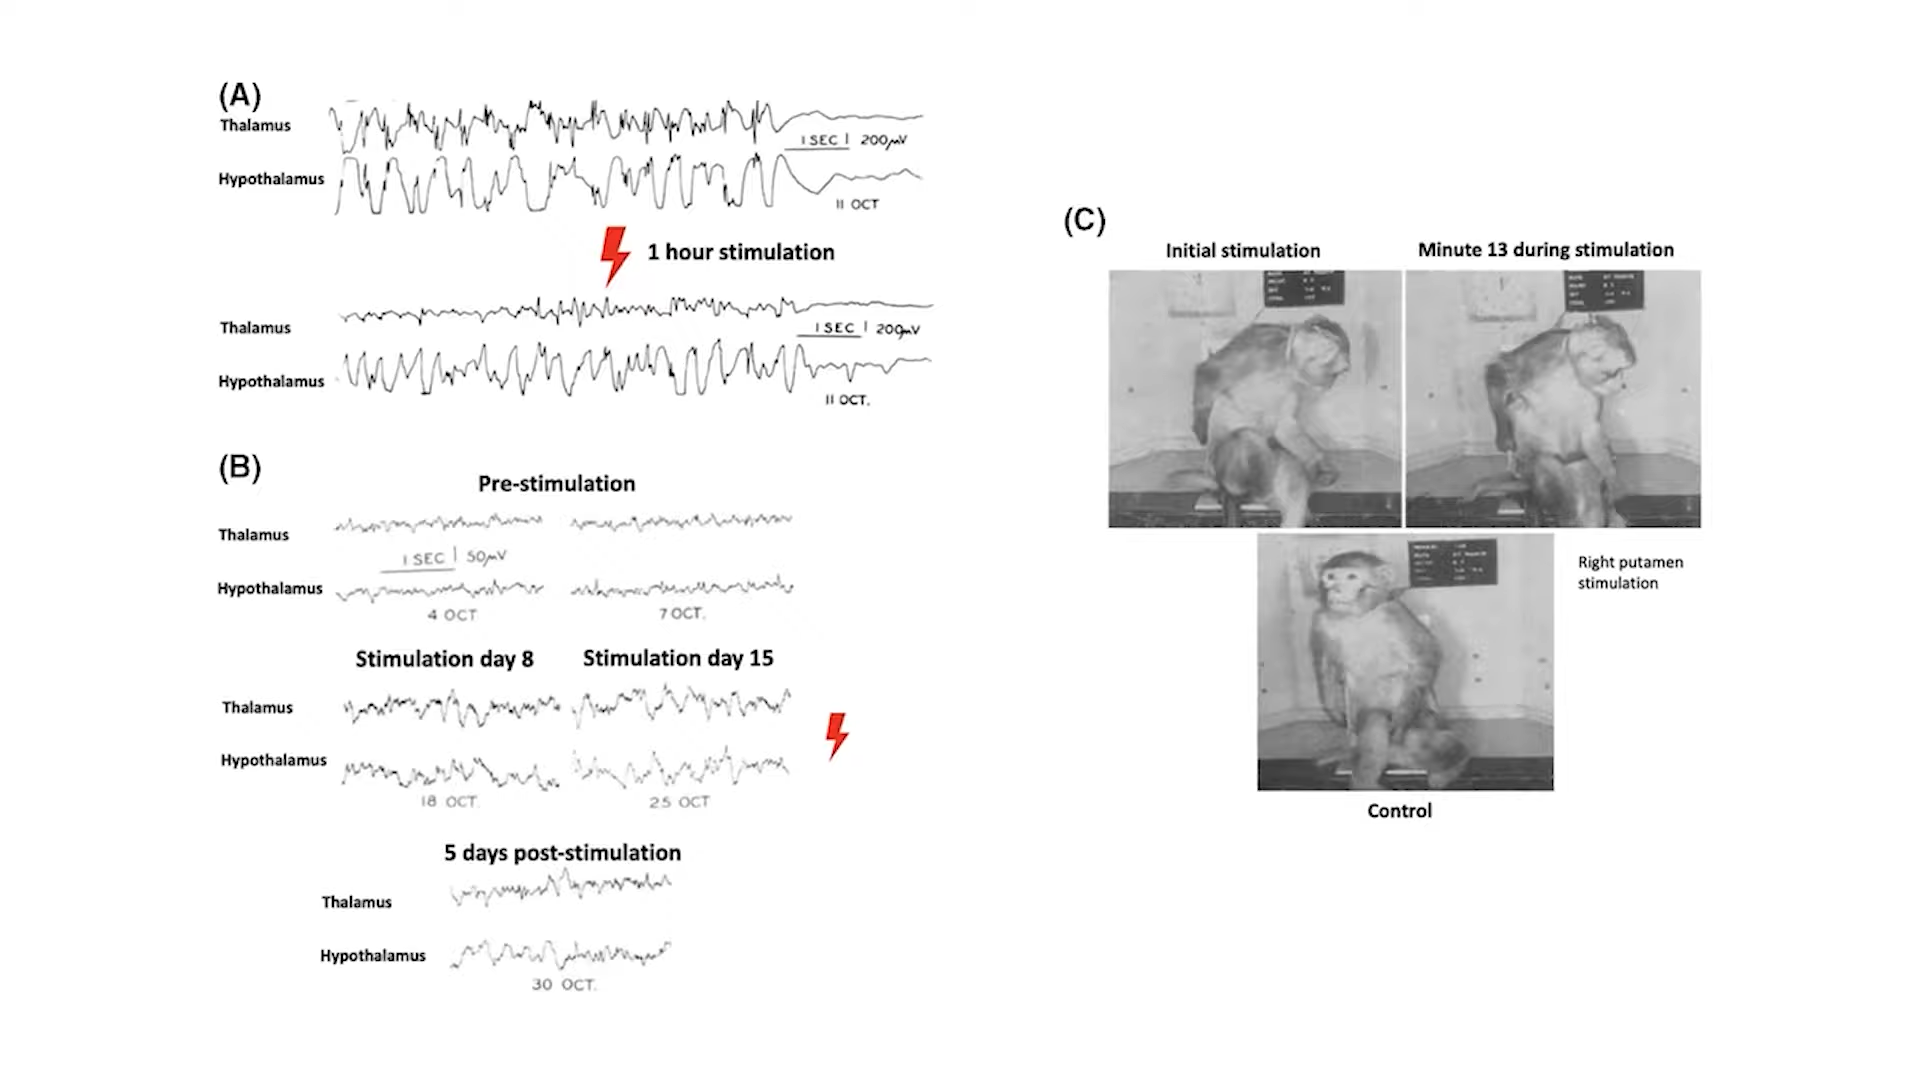 (A)
Thalamus
1 SEC 200µV
Hypothalamus
11 OCT
1 hour stimulation
Thalamus
1 SEC 200µV
Hypothalamus
11 OCT.
(B)
Pre-stimulation
Thalamus
1 SEC 50µV
Hypothalamus
4 OCT 7 OCT.
Stimulation day 8 Stimulation day 15
Thalamus
Hypothalamus
18 OCT. 25 OCT
5 days post-stimulation
Thalamus
Hypothalamus
30 OCT.
(C)
Initial stimulation Minute 13 during stimulation
Right putamen
stimulation
Control